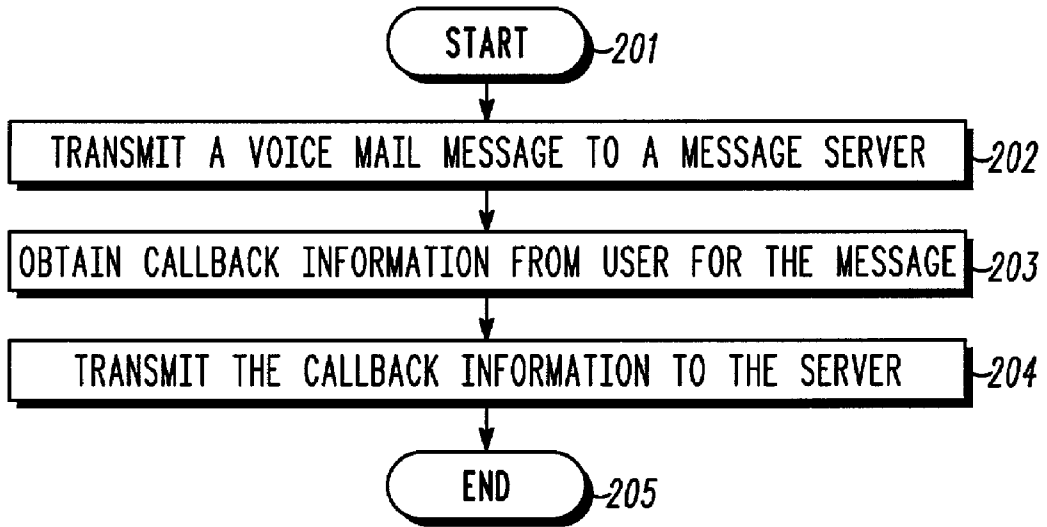 START
201
TRANSMIT A VOICE MAIL MESSAGE TO A MESSAGE SERVER
202
OBTAIN CALLBACK INFORMATION FROM USER FOR THE MESSAGE
203
TRANSMIT THE CALLBACK INFORMATION TO THE SERVER
204
END
205